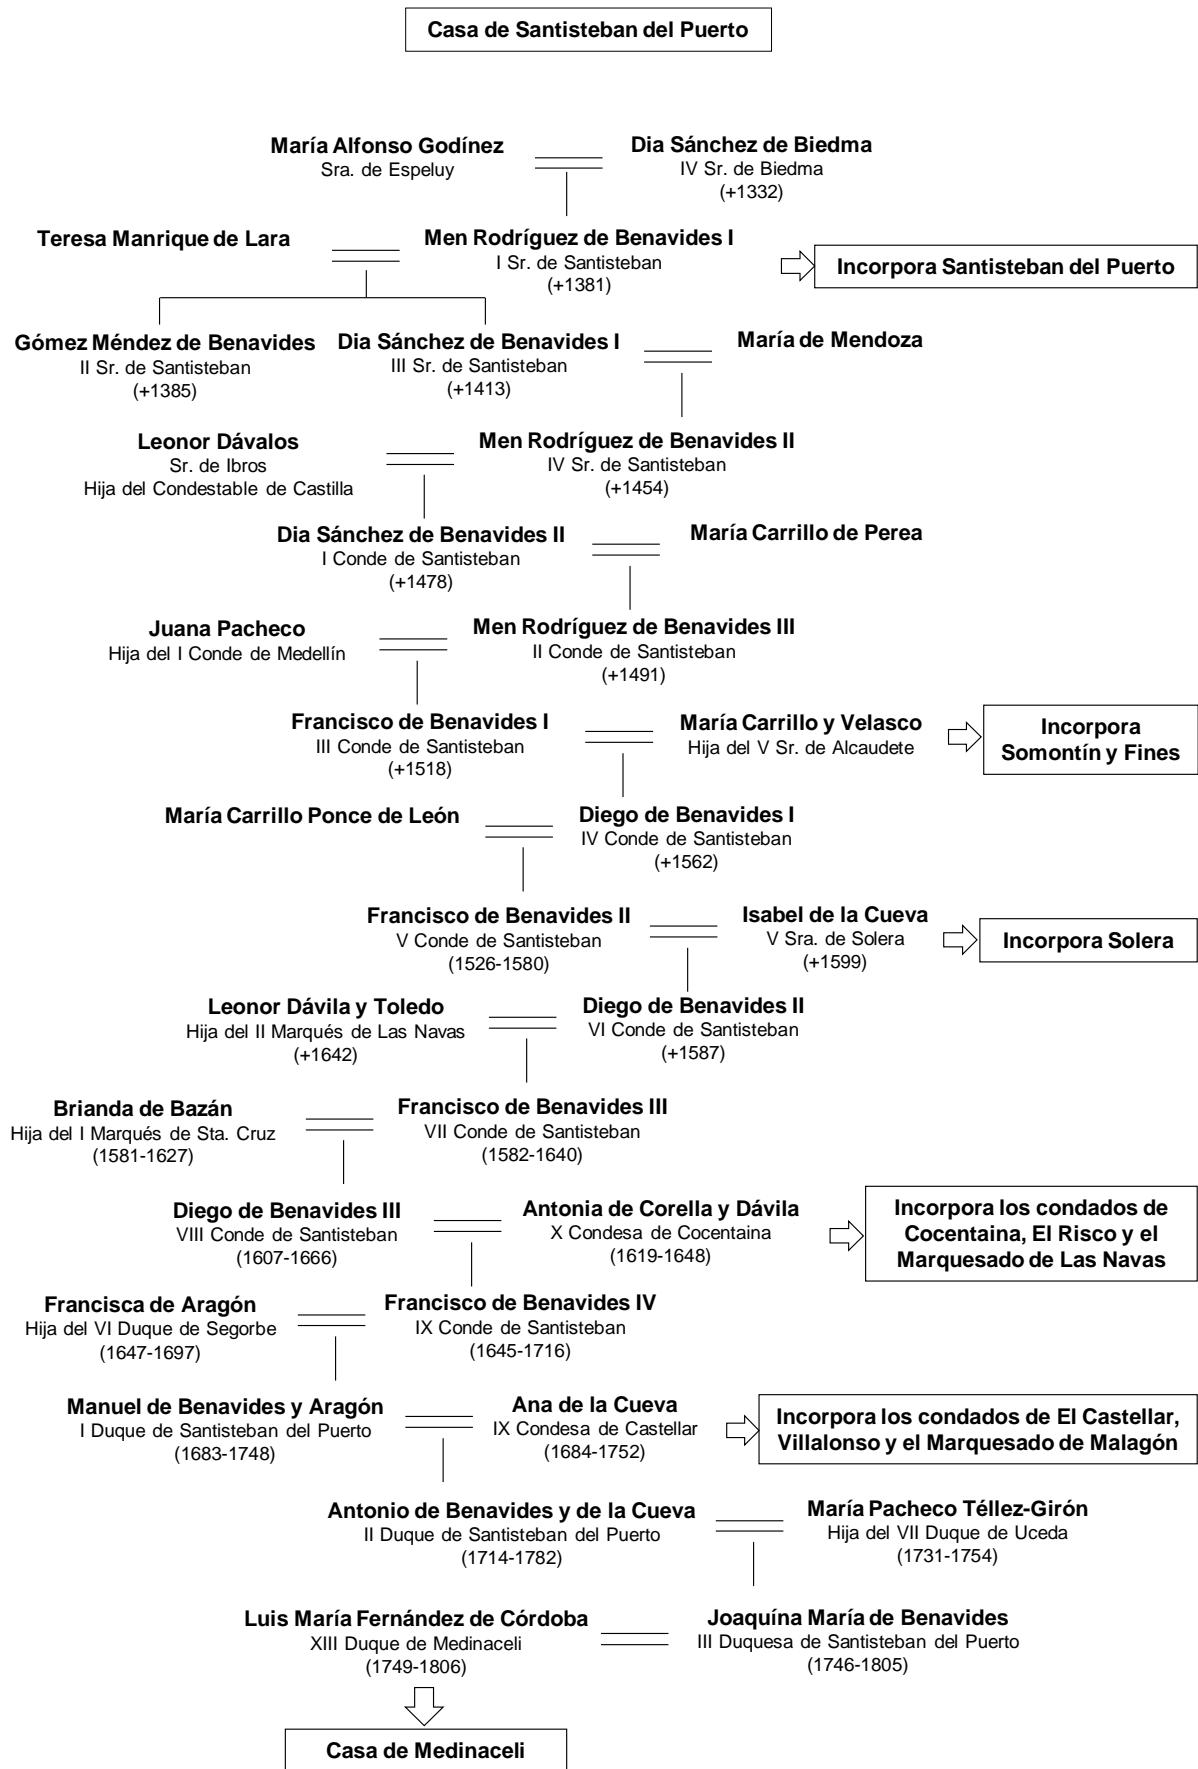 Casa de Santisteban del Puerto
María Alfonso Godínez
Sra. de Espeluy
Dia Sánchez de Biedma
IV Sr. de Biedma
(+1332)
Teresa Manrique de Lara
Men Rodríguez de Benavides I
I Sr. de Santisteban
(+1381)
Incorpora Santisteban del Puerto
Gómez Méndez de Benavides
II Sr. de Santisteban
(+1385)
Dia Sánchez de Benavides I
III Sr. de Santisteban
(+1413)
María de Mendoza
Leonor Dávalos
Sr. de Ibros
Hija del Condestable de Castilla
Men Rodríguez de Benavides II
IV Sr. de Santisteban
(+1454)
Dia Sánchez de Benavides II
I Conde de Santisteban
(+1478)
María Carrillo de Perea
Juana Pacheco
Hija del I Conde de Medellín
Men Rodríguez de Benavides III
II Conde de Santisteban
(+1491)
Francisco de Benavides I
III Conde de Santisteban
(+1518)
María Carrillo y Velasco
Hija del V Sr. de Alcaudete
Incorpora
Somontín y Fines
María Carrillo Ponce de León
Diego de Benavides I
IV Conde de Santisteban
(+1562)
Francisco de Benavides II
V Conde de Santisteban
(1526-1580)
Isabel de la Cueva
V Sra. de Solera
(+1599)
Incorpora Solera
Leonor Dávila y Toledo
Hija del II Marqués de Las Navas
(+1642)
Diego de Benavides II
VI Conde de Santisteban
(+1587)
Brianda de Bazán
Hija del I Marqués de Sta. Cruz
(1581-1627)
Francisco de Benavides III
VII Conde de Santisteban
(1582-1640)
Diego de Benavides III
VIII Conde de Santisteban
(1607-1666)
Antonia de Corella y Dávila
X Condesa de Cocentaina
(1619-1648)
Incorpora los condados de
Cocentaina, El Risco y el
Marquesado de Las Navas
Francisca de Aragón
Hija del VI Duque de Segorbe
(1647-1697)
Francisco de Benavides IV
IX Conde de Santisteban
(1645-1716)
Manuel de Benavides y Aragón
I Duque de Santisteban del Puerto
(1683-1748)
Ana de la Cueva
IX Condesa de Castellar
(1684-1752)
Incorpora los condados de El Castellar,
Villalonso y el Marquesado de Malagón
Antonio de Benavides y de la Cueva
II Duque de Santisteban del Puerto
(1714-1782)
María Pacheco Téllez-Girón
Hija del VII Duque de Uceda
(1731-1754)
Luis María Fernández de Córdoba
XIII Duque de Medinaceli
(1749-1806)
Joaquína María de Benavides
III Duquesa de Santisteban del Puerto
(1746-1805)
Casa de Medinaceli